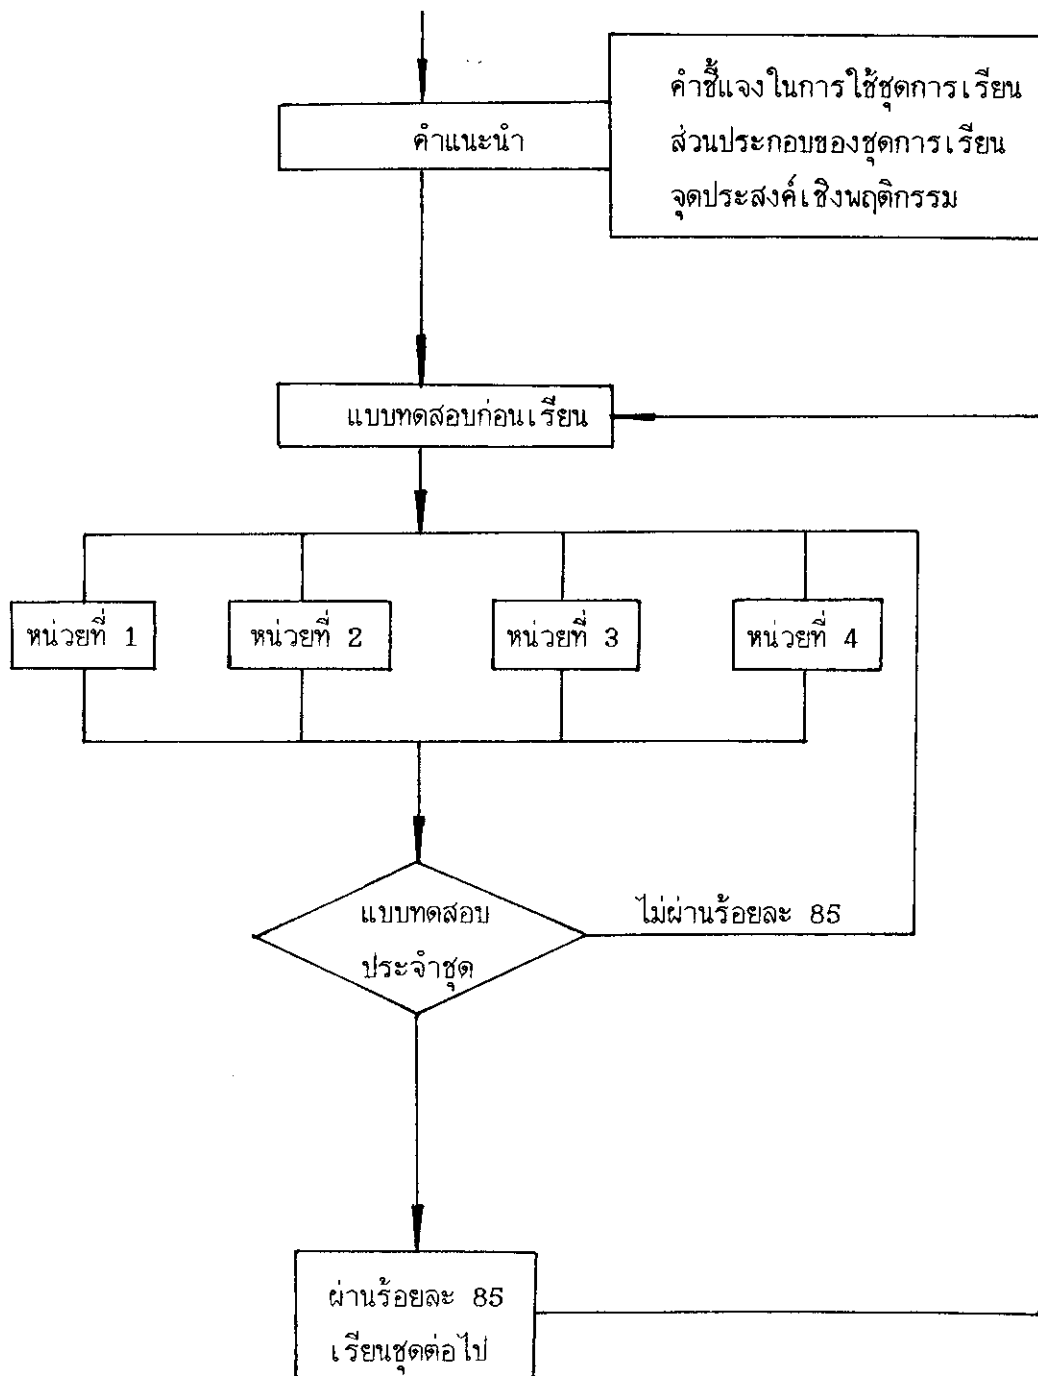 คำแนะนำ
คำชี้แจงในการใช้ชุดการเรียน
ส่วนประกอบของชุดการเรียน
จุดประสงค์เชิงพฤติกรรม
แบบทดสอบก่อนเรียน
หน่วยที่ 1
หน่วยที่ 2
หน่วยที่ 3
หน่วยที่ 4
แบบทดสอบ
ประจำชุด
ไม่ผ่านร้อยละ 85
ผ่านร้อยละ 85
เรียนชุดต่อไป